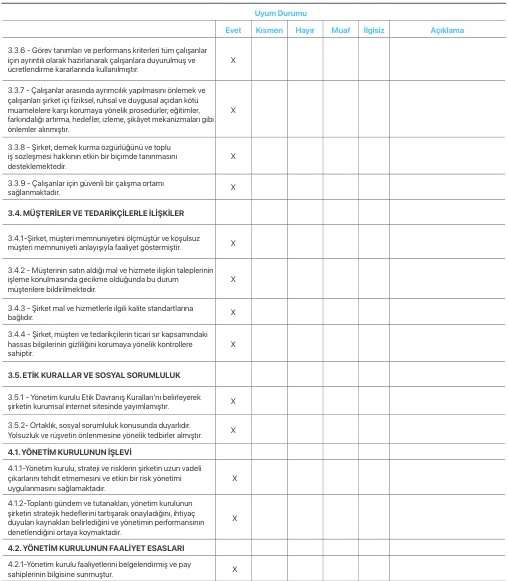 Uyum Durumu
Evet Kısmen Hayır Muaf İlgisiz Açıklama
3.3.6 - Görev tanımları ve performans kriterleri tüm çalışanlar
için ayrıntılı olarak hazırlanarak çalışanlara duyurulmuş ve
ücretlendirme kararlarında kullanılmıştır.
X
3.3.7 - Çalışanlar arasında ayrımcılık yapılmasını önlemek ve
çalışanları şirket içi fiziksel, ruhsal ve duygusal açıdan kötü
muamelelere karşı korumaya yönelik prosedürler, eğitimler,
farkındalığı artırma, hedefler, izleme, şikâyet mekanizmaları gibi
önlemler alınmıştır.
X
3.3.8 - Şirket, dernek kurma özgürlüğünü ve toplu
iş sözleşmesi hakkının etkin bir biçimde tanınmasını
desteklemektedir.
X
3.3.9 - Çalışanlar için güvenli bir çalışma ortamı
sağlanmaktadır.
X
3.4. MÜŞTERİLER VE TEDARİKÇİLERLE İLİŞKİLER
3.4.1-Şirket, müşteri memnuniyetini ölçmüştür ve koşulsuz
müşteri memnuniyeti anlayışıyla faaliyet göstermiştir.
X
3.4.2 - Müşterinin satın aldığı mal ve hizmete ilişkin taleplerinin
işleme konulmasında gecikme olduğunda bu durum
müşterilere bildirilmektedir.
X
3.4.3 - Şirket mal ve hizmetlerle ilgili kalite standartlarına
bağlıdır.
X
3.4.4 - Şirket, müşteri ve tedarikçilerin ticari sır kapsamındaki
hassas bilgilerinin gizliliğini korumaya yönelik kontrollere
sahiptir.
X
3.5. ETİK KURALLAR VE SOSYAL SORUMLULUK
3.5.1 - Yönetim kurulu Etik Davranış Kuralları'nı belirleyerek
şirketin kurumsal internet sitesinde yayımlamıştır.
X
3.5.2- Ortaklık, sosyal sorumluluk konusunda duyarlıdır.
Yolsuzluk ve rüşvetin önlenmesine yönelik tedbirler almıştır.
X
4.1. YÖNETİM KURULUNUN İŞLEVİ
4.1.1-Yönetim kurulu, strateji ve risklerin şirketin uzun vadeli
çıkarlarını tehdit etmemesini ve etkin bir risk yönetimi
uygulanmasını sağlamaktadır.
X
4.1.2-Toplantı gündem ve tutanakları, yönetim kurulunun
şirketin stratejik hedeflerini tartışarak onayladığını, ihtiyaç
duyulan kaynakları belirlediğini ve yönetimin performansının
denetlendiğini ortaya koymaktadır.
X
4.2. YÖNETİM KURULUNUN FAALİYET ESASLARI
4.2.1-Yönetim kurulu faaliyetlerini belgelendirmiş ve pay
sahiplerinin bilgisine sunmuştur.
X